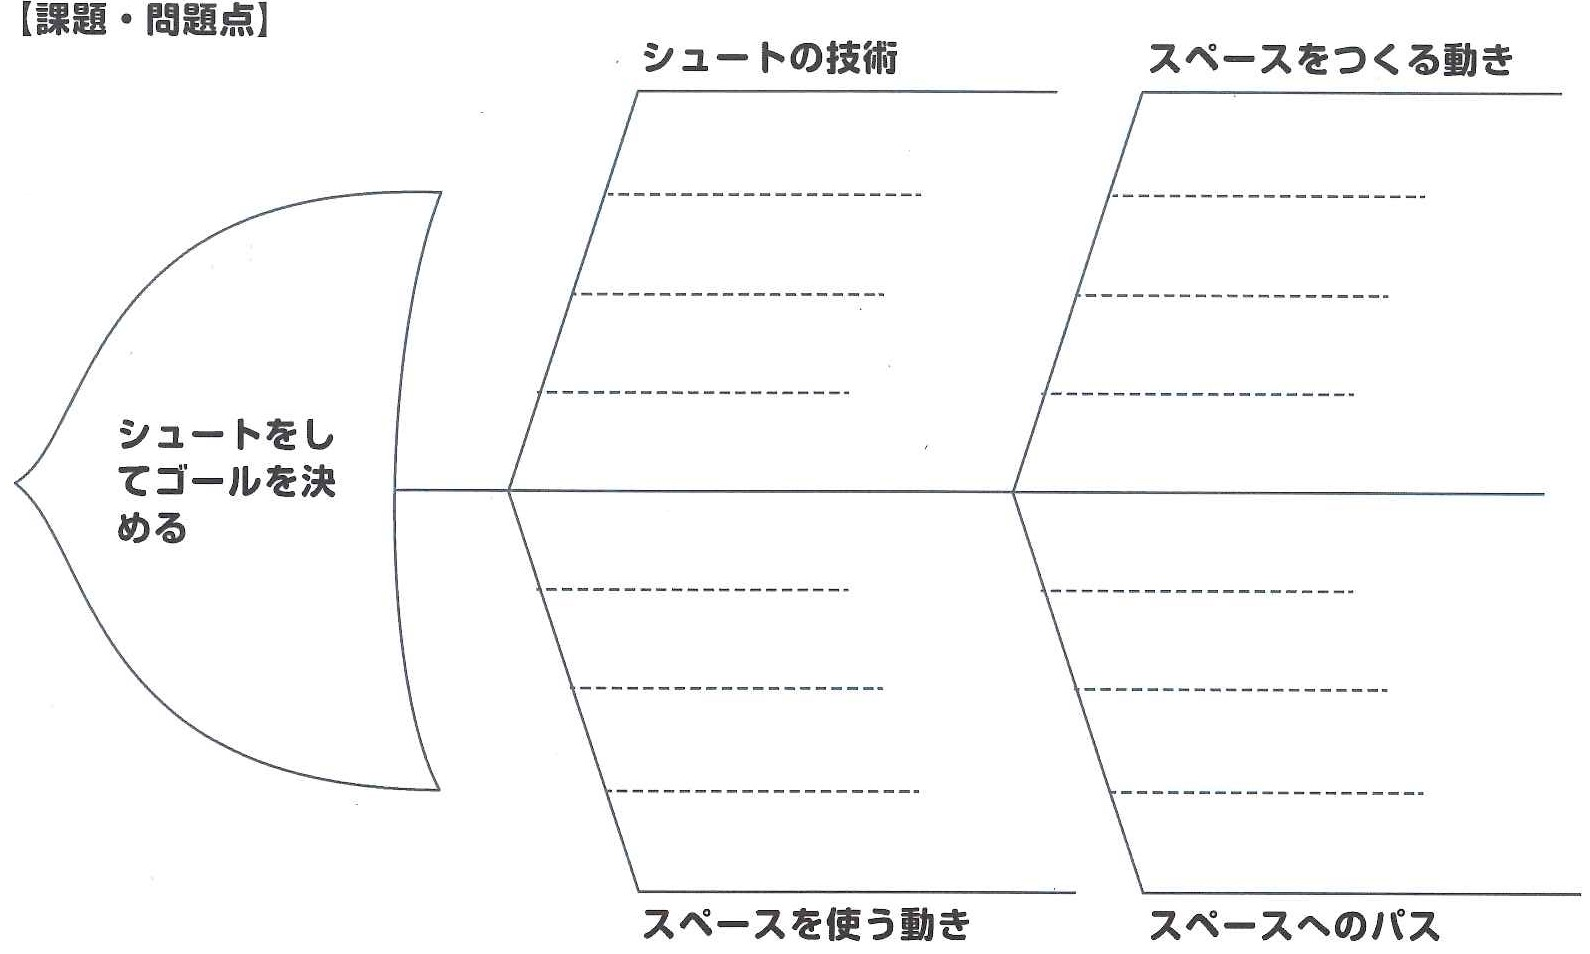 【課題・問題点】
シュートの技術
スペースをつくる動き
シュートをし
てゴールを決
める
スペースを使う動き
スペースへのパス